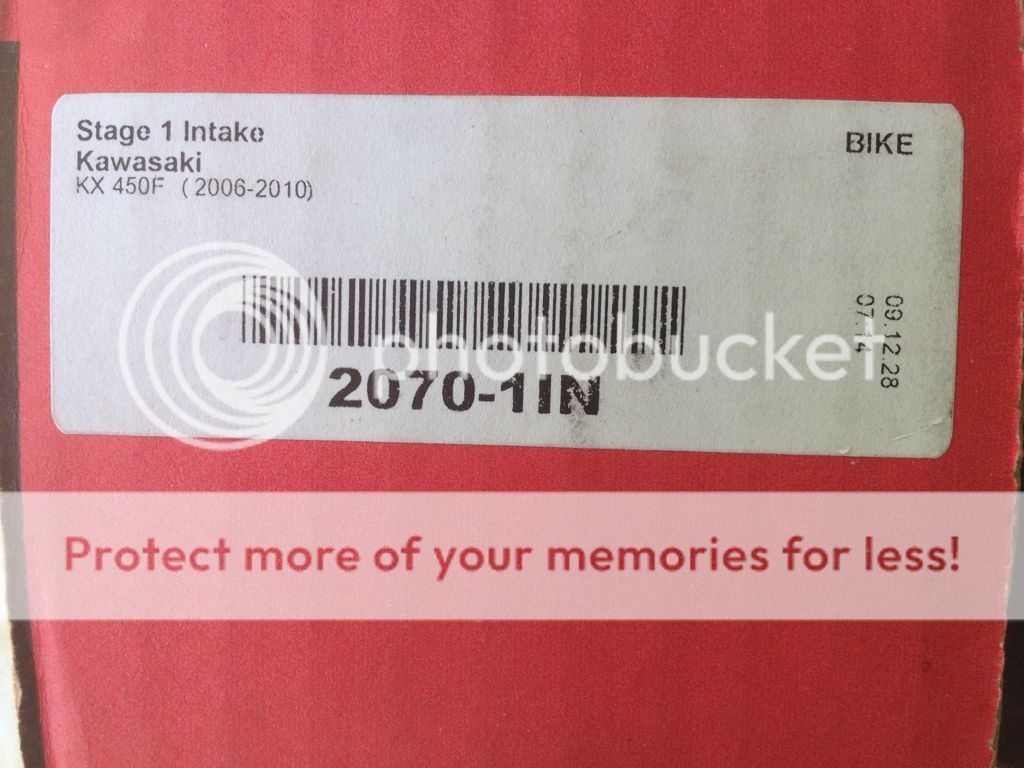 Stage 1 Intake
Kawasaki
KX 450F (2006-2010)
BIKE
2070-1IN
09.12.28
07:14
photobucket
Protect more of your memories for less!